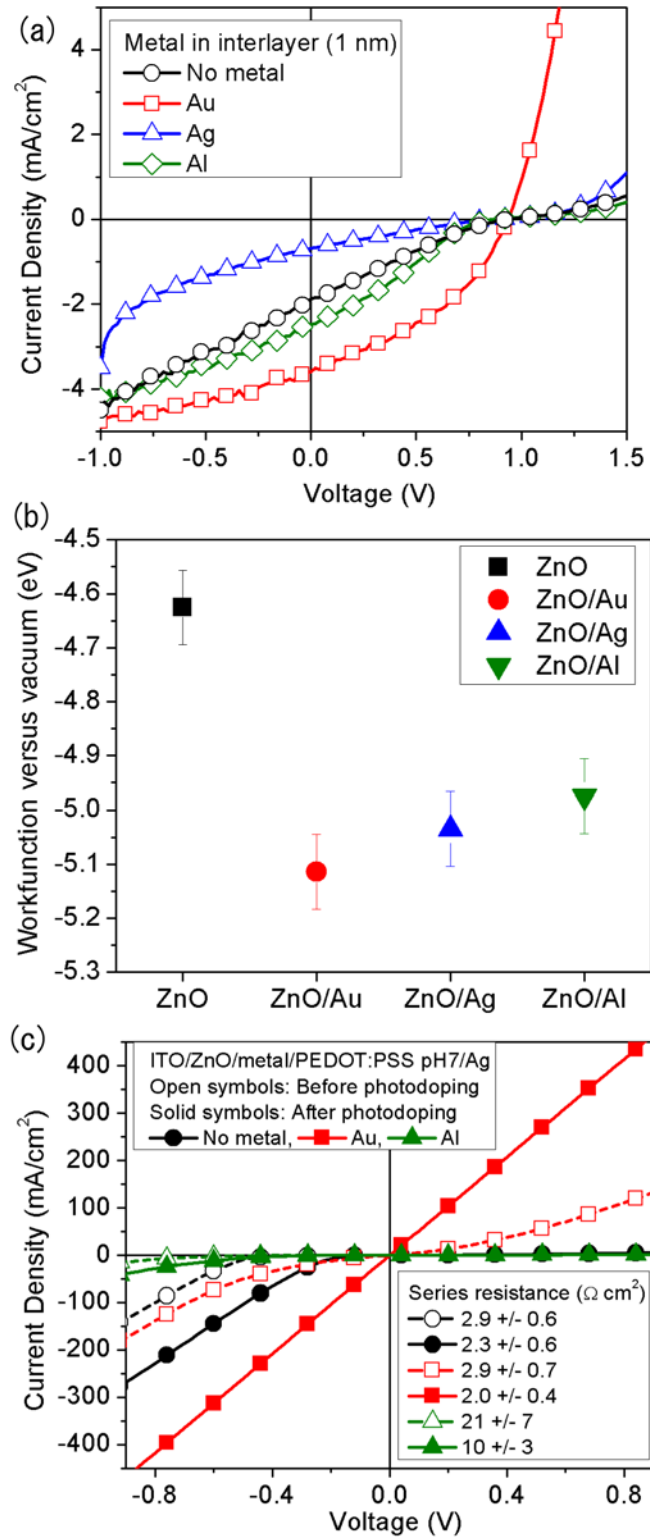 (a)
Metal in interlayer (1 nm)
No metal
Au
Ag
Al
4
2
0
-2
-4
Current Density (mA/cm²)
-1.0 -0.5 0.0 0.5 1.0 1.5
Voltage (V)
(b)
-4.5
-4.6
-4.7
-4.8
-4.9
-5.0
-5.1
-5.2
-5.3
Workfunction versus vacuum (eV)
ZnO
ZnO/Au
ZnO/Ag
ZnO/Al
ZnO ZnO/Au ZnO/Ag ZnO/Al
(c)
ITO/ZnO/metal/PEDOT:PSS pH7/Ag
Open symbols: Before photodoping
Solid symbols: After photodoping
No metal, Au, Al
400
300
200
100
0
-100
-200
-300
-400
Current Density (mA/cm²)
Series resistance (Ω cm²)
2.9 +/- 0.6
2.3 +/- 0.6
2.9 +/- 0.7
2.0 +/- 0.4
21 +/- 7
10 +/- 3
-0.8 -0.4 0.0 0.4 0.8
Voltage (V)